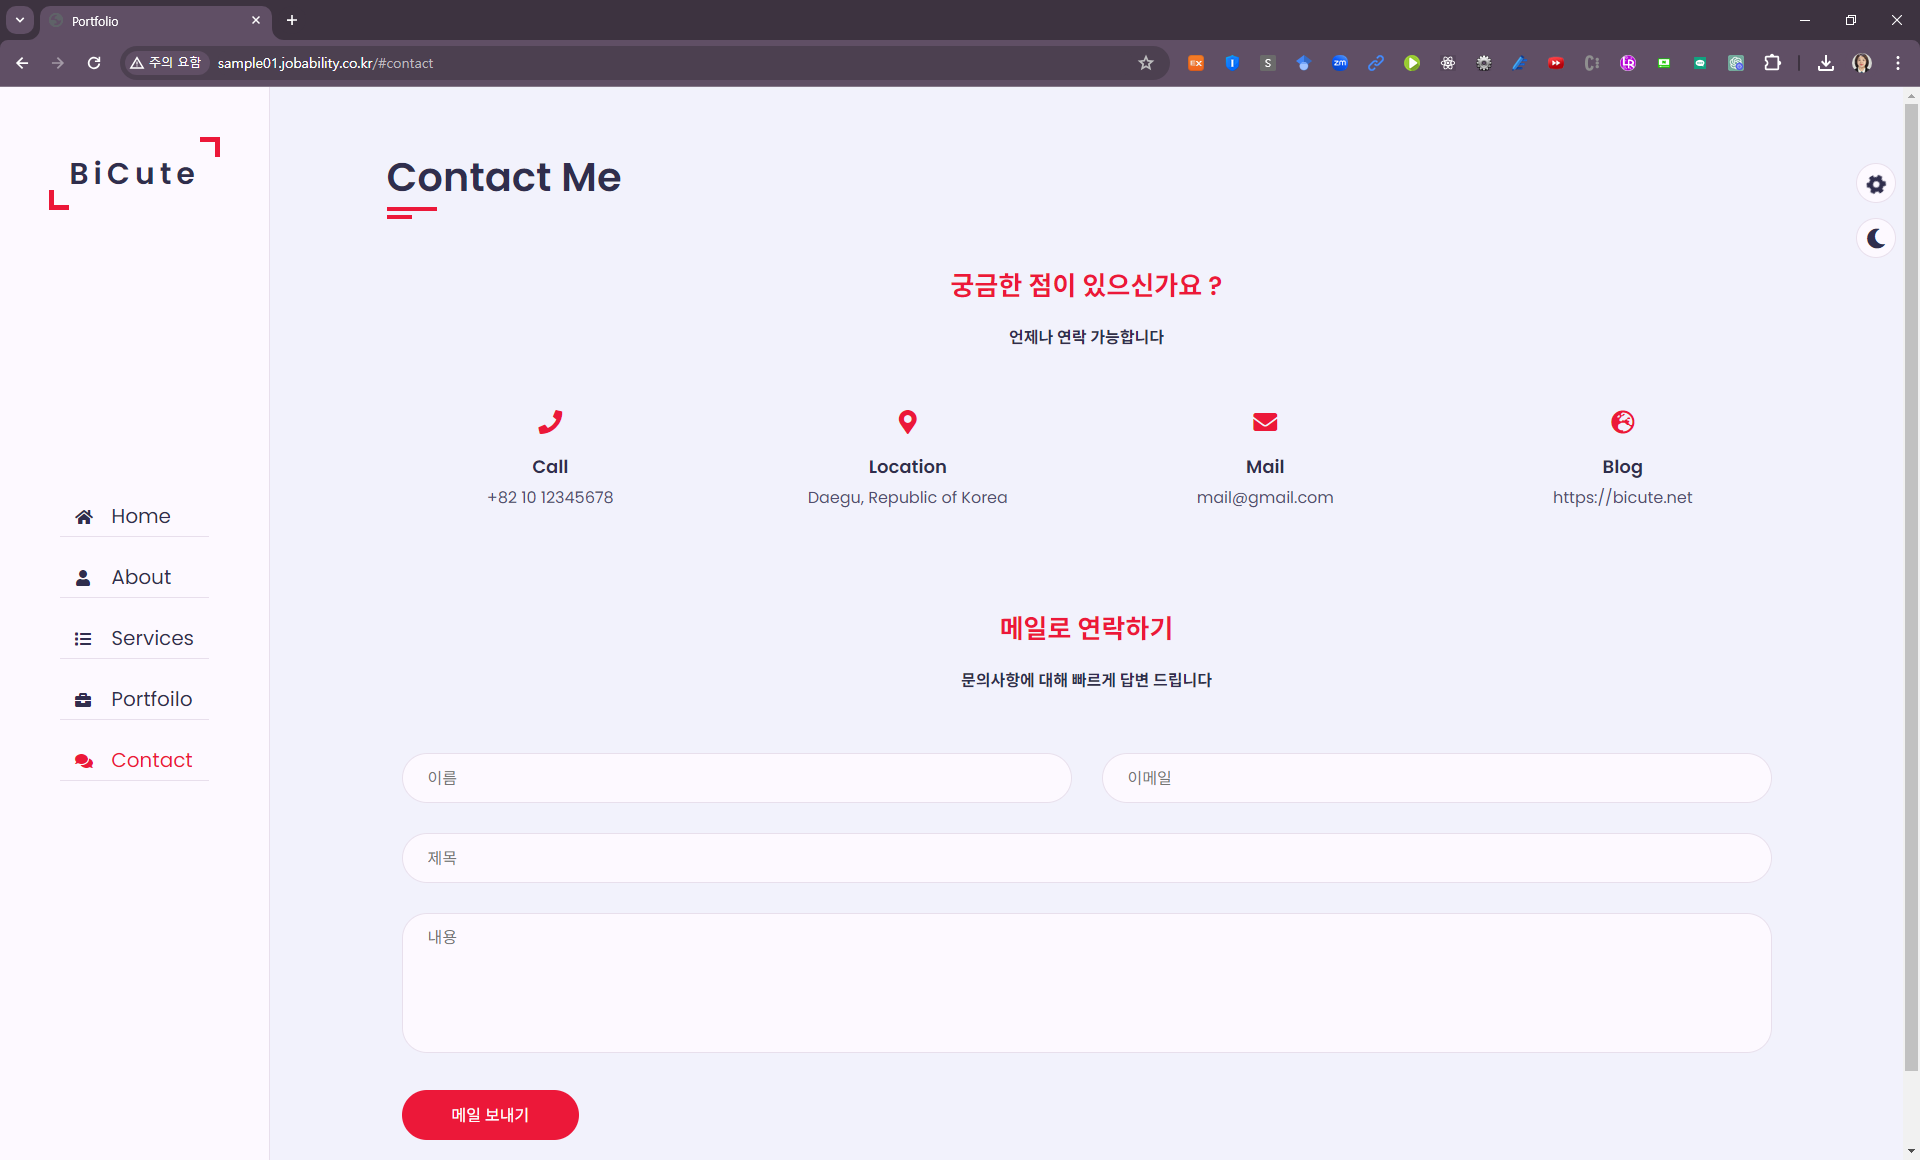 Portfolio
주의 요함
sample01.jobability.co.kr/#contact
BiCute
Home
About
Services
Portfoilo
Contact
Contact Me
궁금한 점이 있으신가요 ?
언제나 연락 가능합니다
Call
+82 10 12345678
Location
Daegu, Republic of Korea
Mail
mail@gmail.com
Blog
https://bicute.net
메일로 연락하기
문의사항에 대해 빠르게 답변 드립니다
이름
이메일
제목
내용
메일 보내기